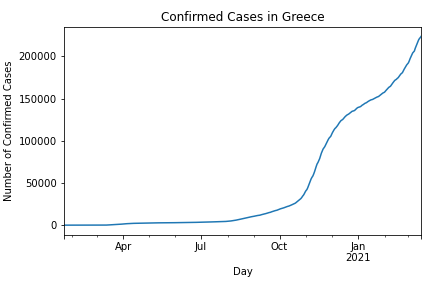 Confirmed Cases in Greece
Number of Confirmed Cases
200000
150000
100000
50000
0
Apr
Jul
Oct
Jan
2021
Day